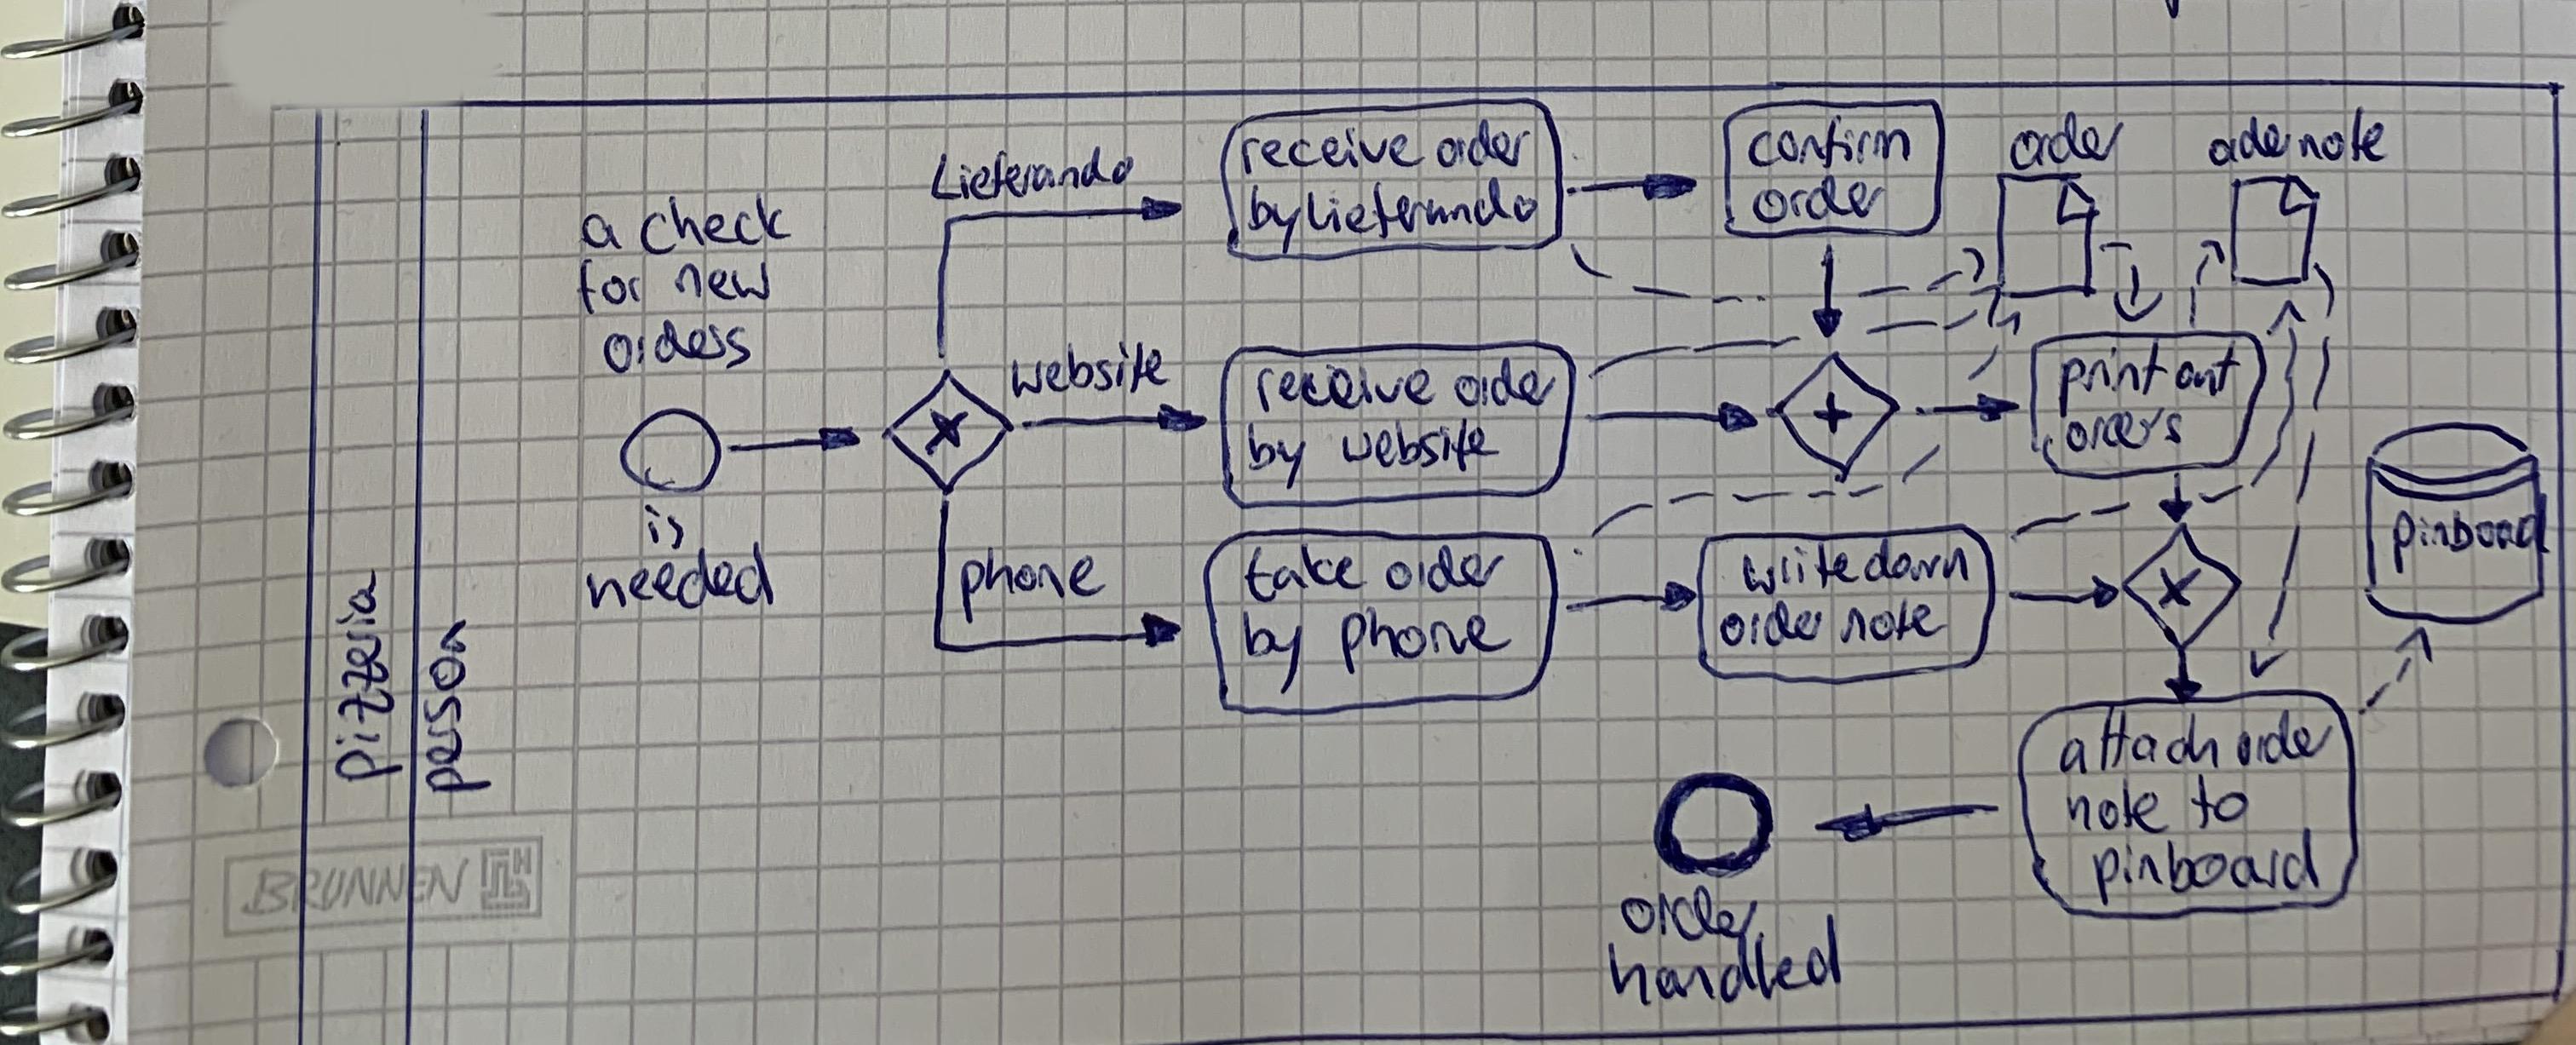 Pizzeria
person
a check
for new
orders
is
needed
Lieferando
website
phone
receive order
by Lieferando
confirm
order
order
order note
receive order
by website
print out
orders
take order
by phone
write down
order note
pinboard
attach order
note to
pinboard
order
handled
BRUNNEN